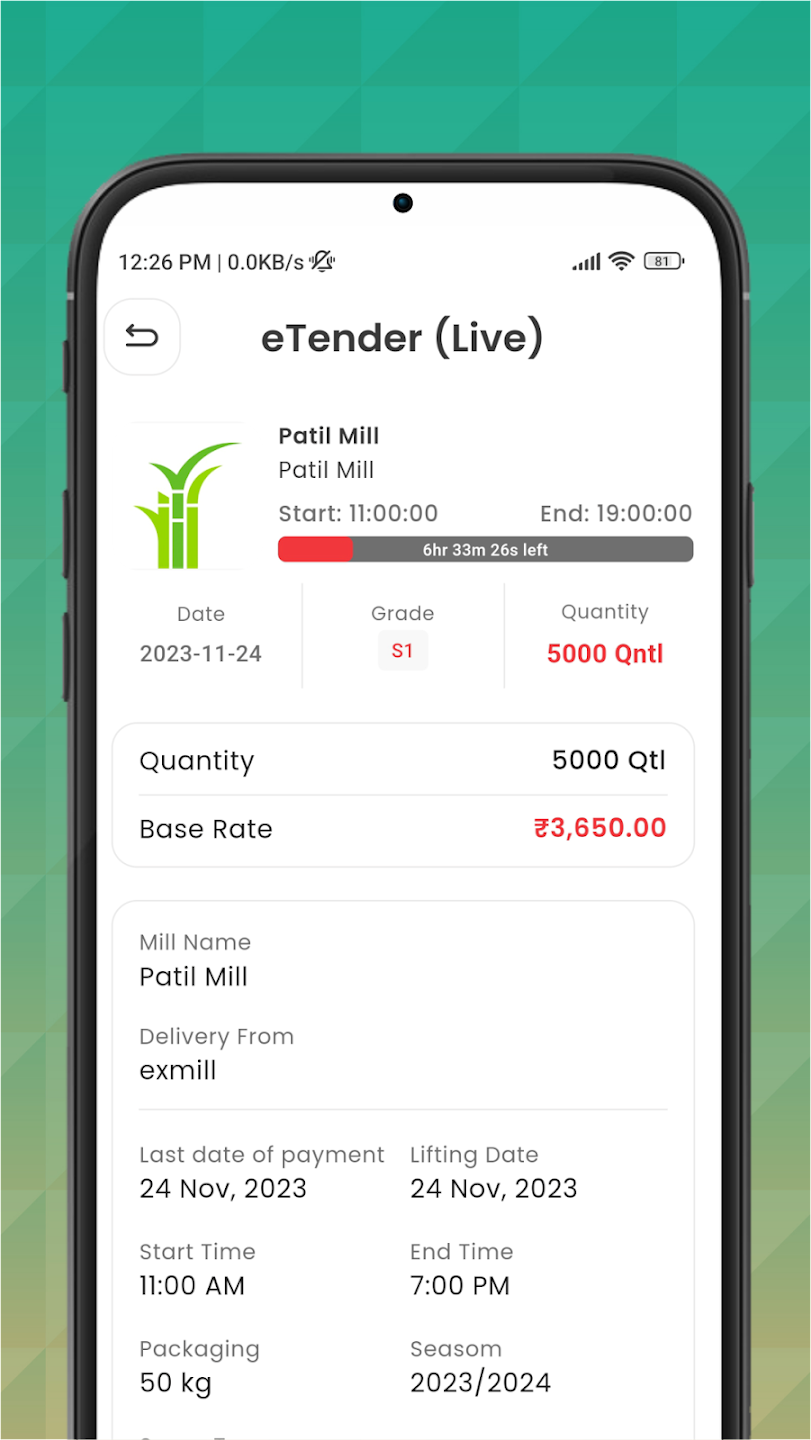 12:26 PM | 0.0KB/s
81
eTender (Live)
Patil Mill
Patil Mill
Start: 11:00:00 End: 19:00:00
6hr 33m 26s left
Date Grade Quantity
2023-11-24 S1 5000 Qntl
Quantity 5000 Qtl
Base Rate ₹3,650.00
Mill Name
Patil Mill
Delivery From
exmill
Last date of payment Lifting Date
24 Nov, 2023 24 Nov, 2023
Start Time End Time
11:00 AM 7:00 PM
Packaging Seasom
50 kg 2023/2024